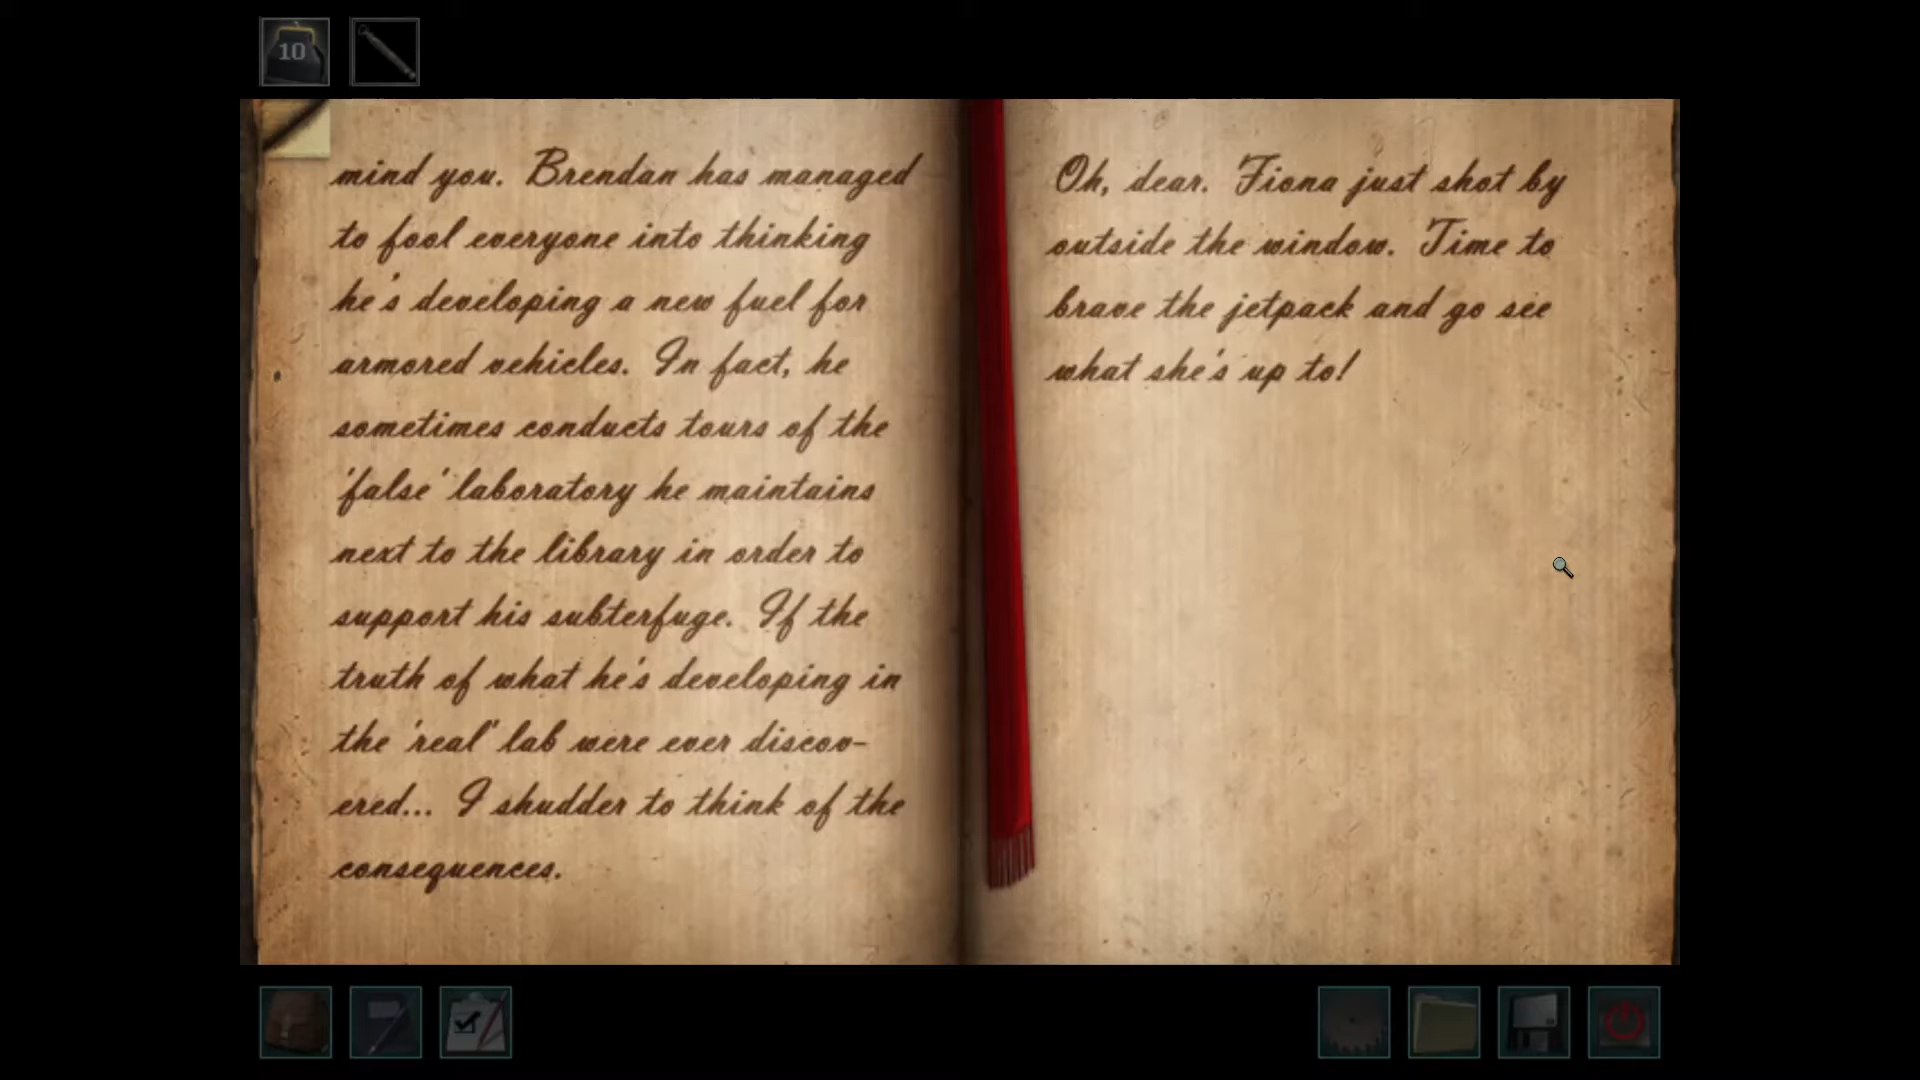 10
mind you. Brendan has managed
to fool everyone into thinking
he's developing a new fuel for
armored vehicles. In fact, he
sometimes conducts tours of the
'false' laboratory he maintains
next to the library in order to
support his subterfuge. If the
truth of what he's developing in
the 'real' lab were ever discov-
ered... I shudder to think of the
consequences.
Oh, dear. Fiona just shot by
outside the window. Time to
brave the jetpack and go see
what she's up to!